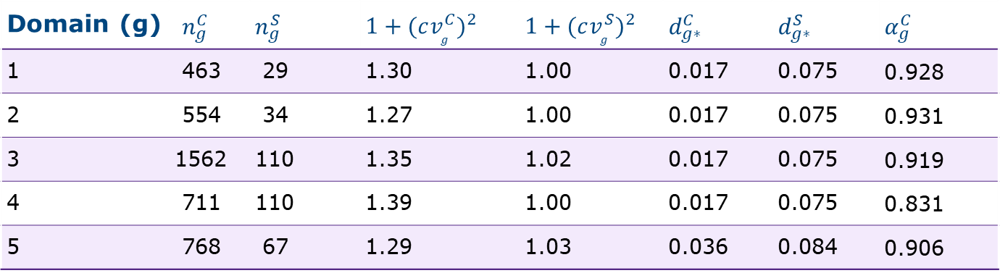 Domain (g) $n_g^C$ $n_g^S$ $1 + (cv_g^C)^2$ $1 + (cv_g^S)^2$ $d_{g*}^C$ $d_{g*}^S$ $\alpha_g^C$
1 463 29 1.30 1.00 0.017 0.075 0.928
2 554 34 1.27 1.00 0.017 0.075 0.931
3 1562 110 1.35 1.02 0.017 0.075 0.919
4 711 110 1.39 1.00 0.017 0.075 0.831
5 768 67 1.29 1.03 0.036 0.084 0.906